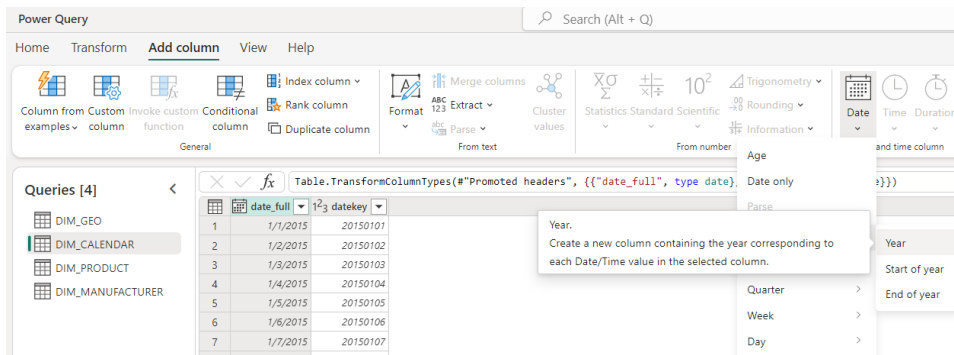 Power Query
Search (Alt + Q)
Home Transform Add column View Help
Column from examples
Custom column
Invoke custom function
Conditional column
Index column
Rank column
Duplicate column
General
Format
Merge columns
ABC 123 Extract
abc Parse
Cluster values
From text
Statistics
Standard
Scientific
10²
Trigonometry
Rounding
Information
From number
Date
Time
Duration
and time column
Queries [4]
DIM_GEO
DIM_CALENDAR
DIM_PRODUCT
DIM_MANUFACTURER
fx Table.TransformColumnTypes(#"Promoted headers", {{"date_full", type date}, e}})
date_full 1²3 datekey
1 1/1/2015 20150101
2 1/2/2015 20150102
3 1/3/2015 20150103
4 1/4/2015 20150104
5 1/5/2015 20150105
6 1/6/2015 20150106
7 1/7/2015 20150107
Age
Date only
Parse
Quarter
Week
Day
Year.
Create a new column containing the year corresponding to
each Date/Time value in the selected column.
Year
Start of year
End of year